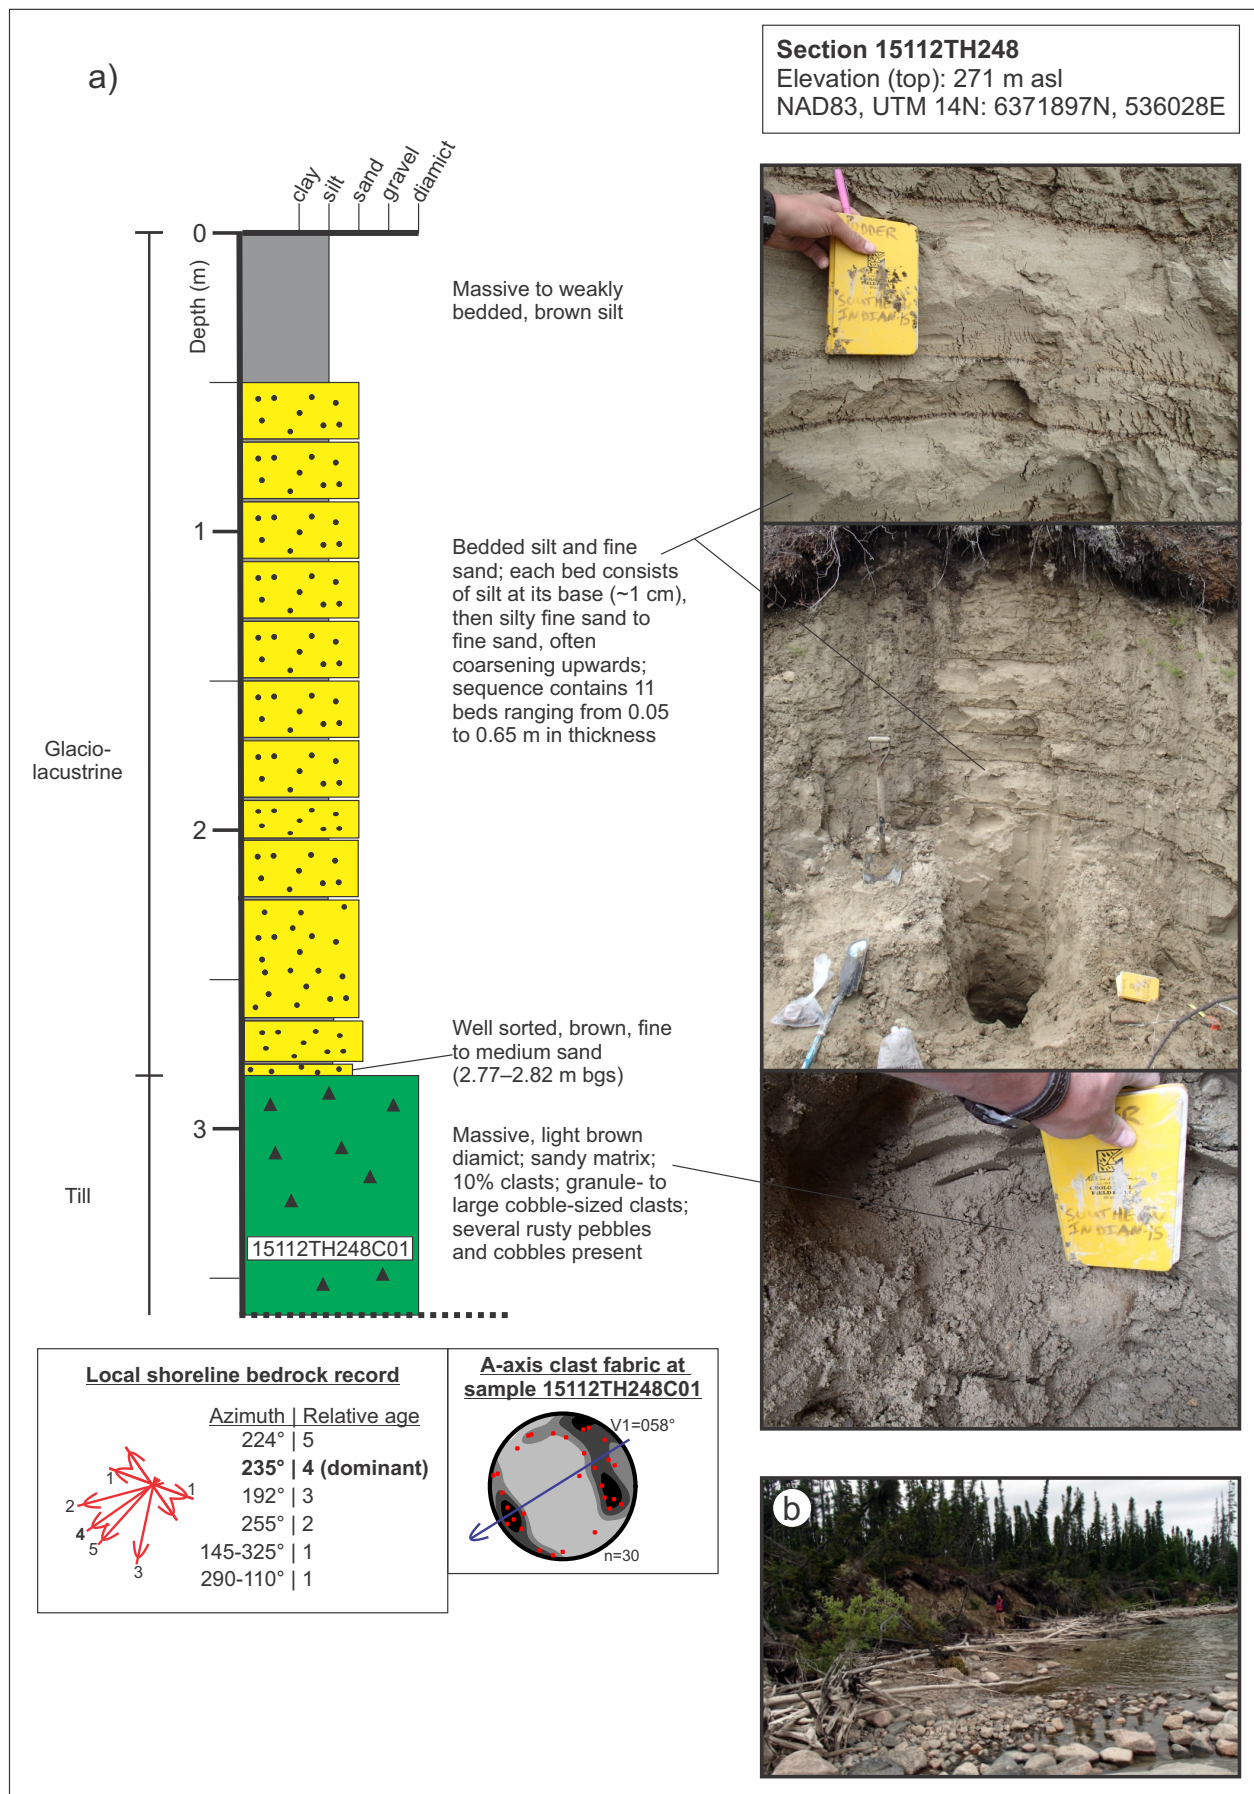 a)
Section 15112TH248
Elevation (top): 271 m asl
NAD83, UTM 14N: 6371897N, 536028E
clay
silt
sand
gravel
diamict
0
Depth (m)
1
2
3
Glacio-
lacustrine
Till
Massive to weakly
bedded, brown silt
Bedded silt and fine
sand; each bed consists
of silt at its base (~1 cm),
then silty fine sand to
fine sand, often
coarsening upwards;
sequence contains 11
beds ranging from 0.05
to 0.65 m in thickness
Well sorted, brown, fine
to medium sand
(2.77–2.82 m bgs)
Massive, light brown
diamict; sandy matrix;
10% clasts; granule- to
large cobble-sized clasts;
several rusty pebbles
and cobbles present
15112TH248C01
SOUTHERN
INDIAN-IS
SOUTHE
INDIAN-IS
Local shoreline bedrock record
Azimuth | Relative age
224° | 5
235° | 4 (dominant)
192° | 3
255° | 2
145-325° | 1
290-110° | 1
1
1
2
4
5
3
A-axis clast fabric at
sample 15112TH248C01
V1=058°
n=30
b